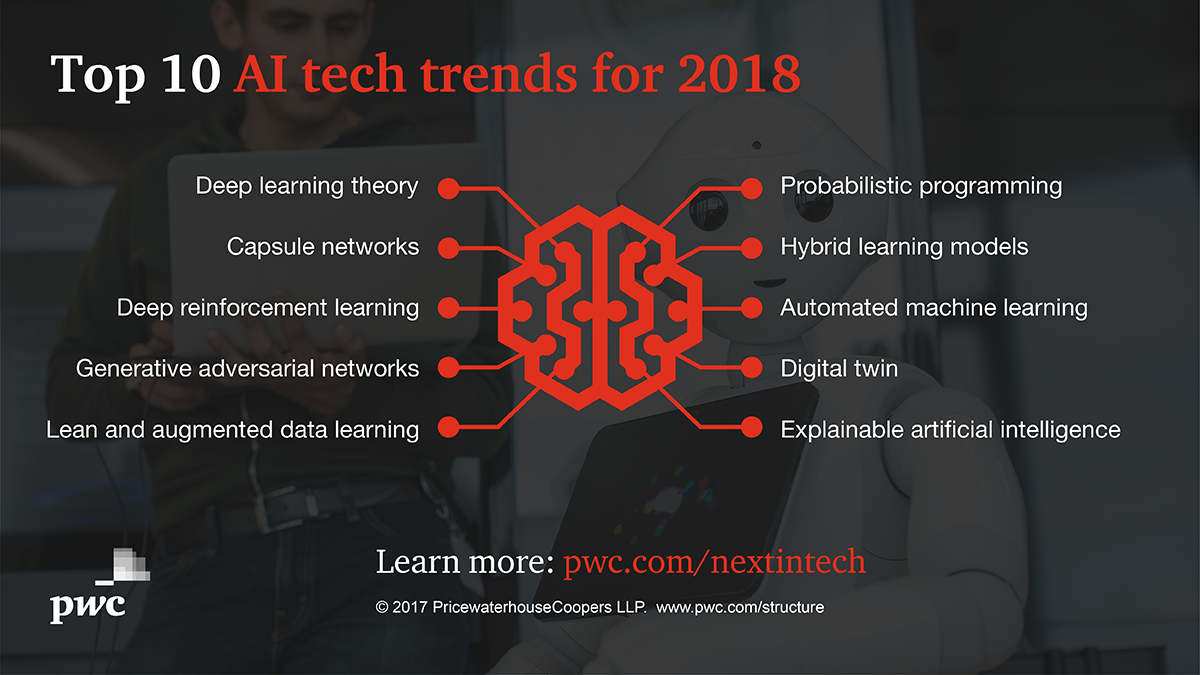 Top 10 AI tech trends for 2018
Deep learning theory
Capsule networks
Deep reinforcement learning
Generative adversarial networks
Lean and augmented data learning
Probabilistic programming
Hybrid learning models
Automated machine learning
Digital twin
Explainable artificial intelligence
Learn more: pwc.com/nextintech
© 2017 PricewaterhouseCoopers LLP. www.pwc.com/structure
pwc